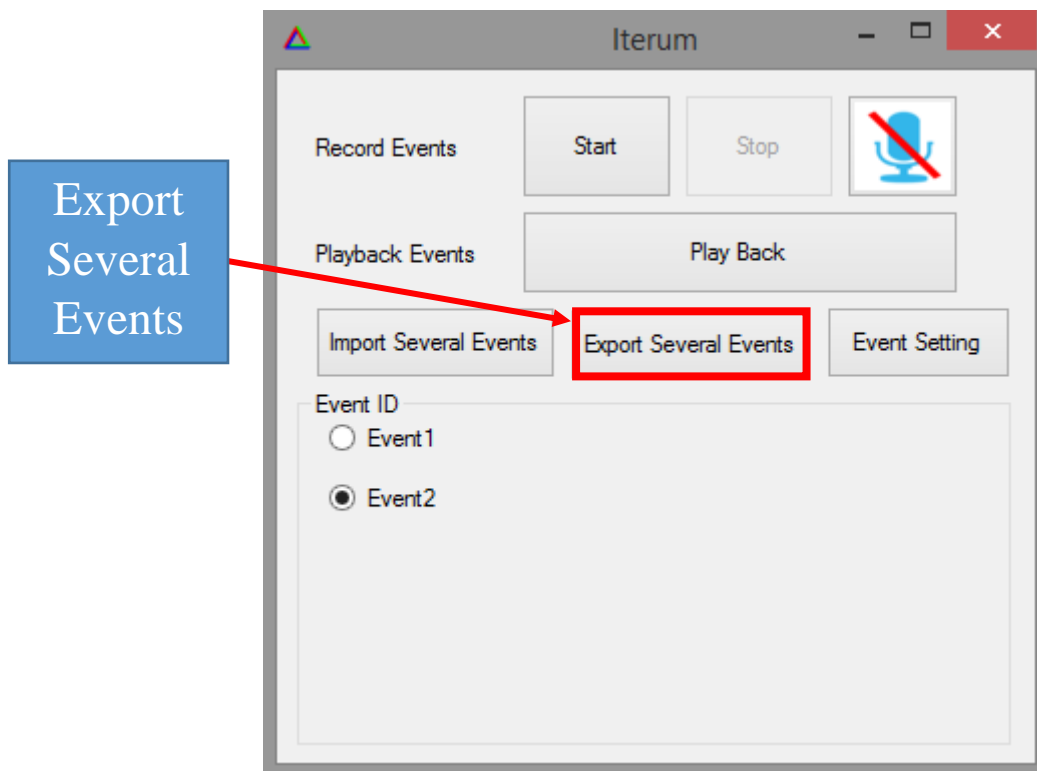 Iterum
Record Events
Start
Stop
Export
Several
Events
Playback Events
Play Back
Import Several Events
Export Several Events
Event Setting
Event ID
Event1
Event2